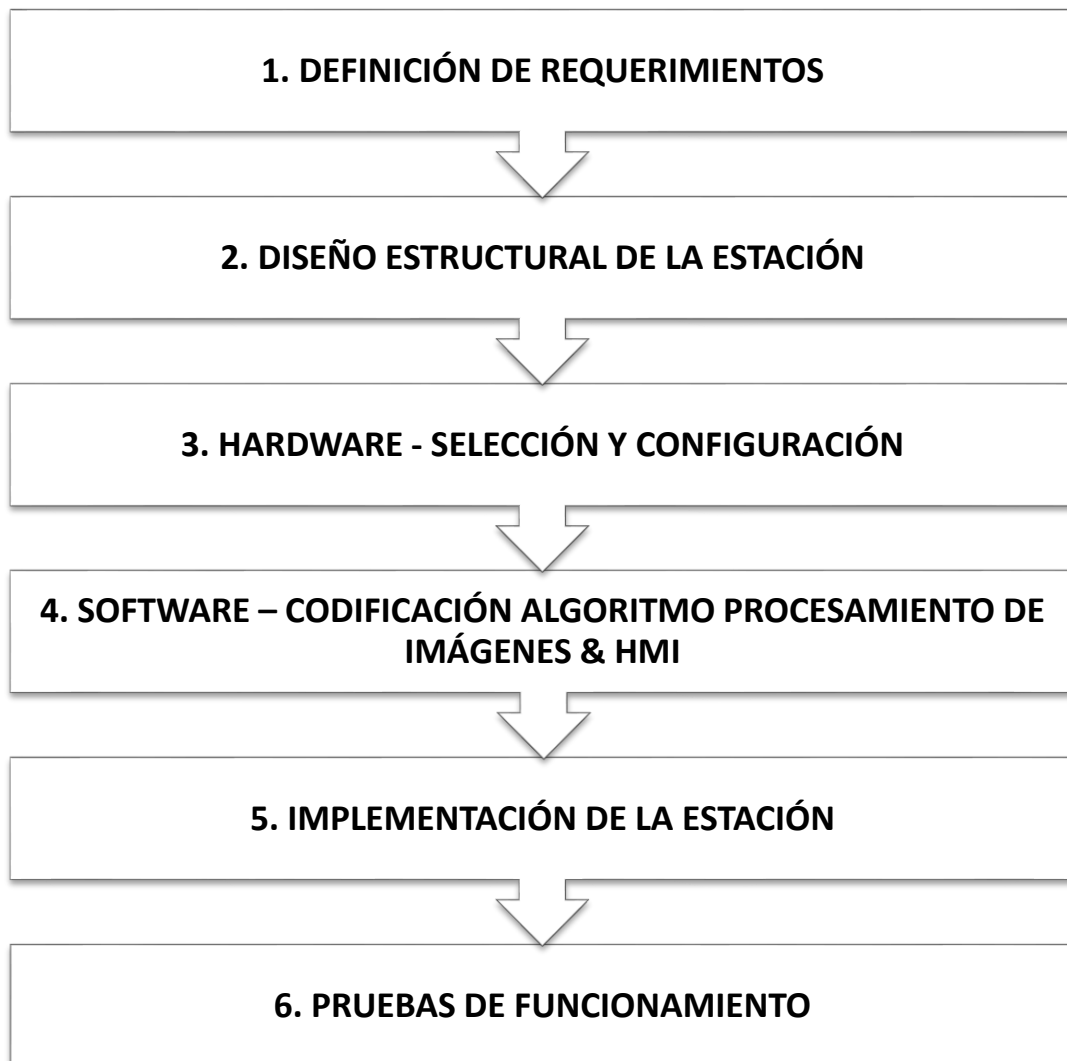 1. DEFINICIÓN DE REQUERIMIENTOS
2. DISEÑO ESTRUCTURAL DE LA ESTACIÓN
3. HARDWARE - SELECCIÓN Y CONFIGURACIÓN
4. SOFTWARE – CODIFICACIÓN ALGORITMO PROCESAMIENTO DE
IMÁGENES & HMI
5. IMPLEMENTACIÓN DE LA ESTACIÓN
6. PRUEBAS DE FUNCIONAMIENTO